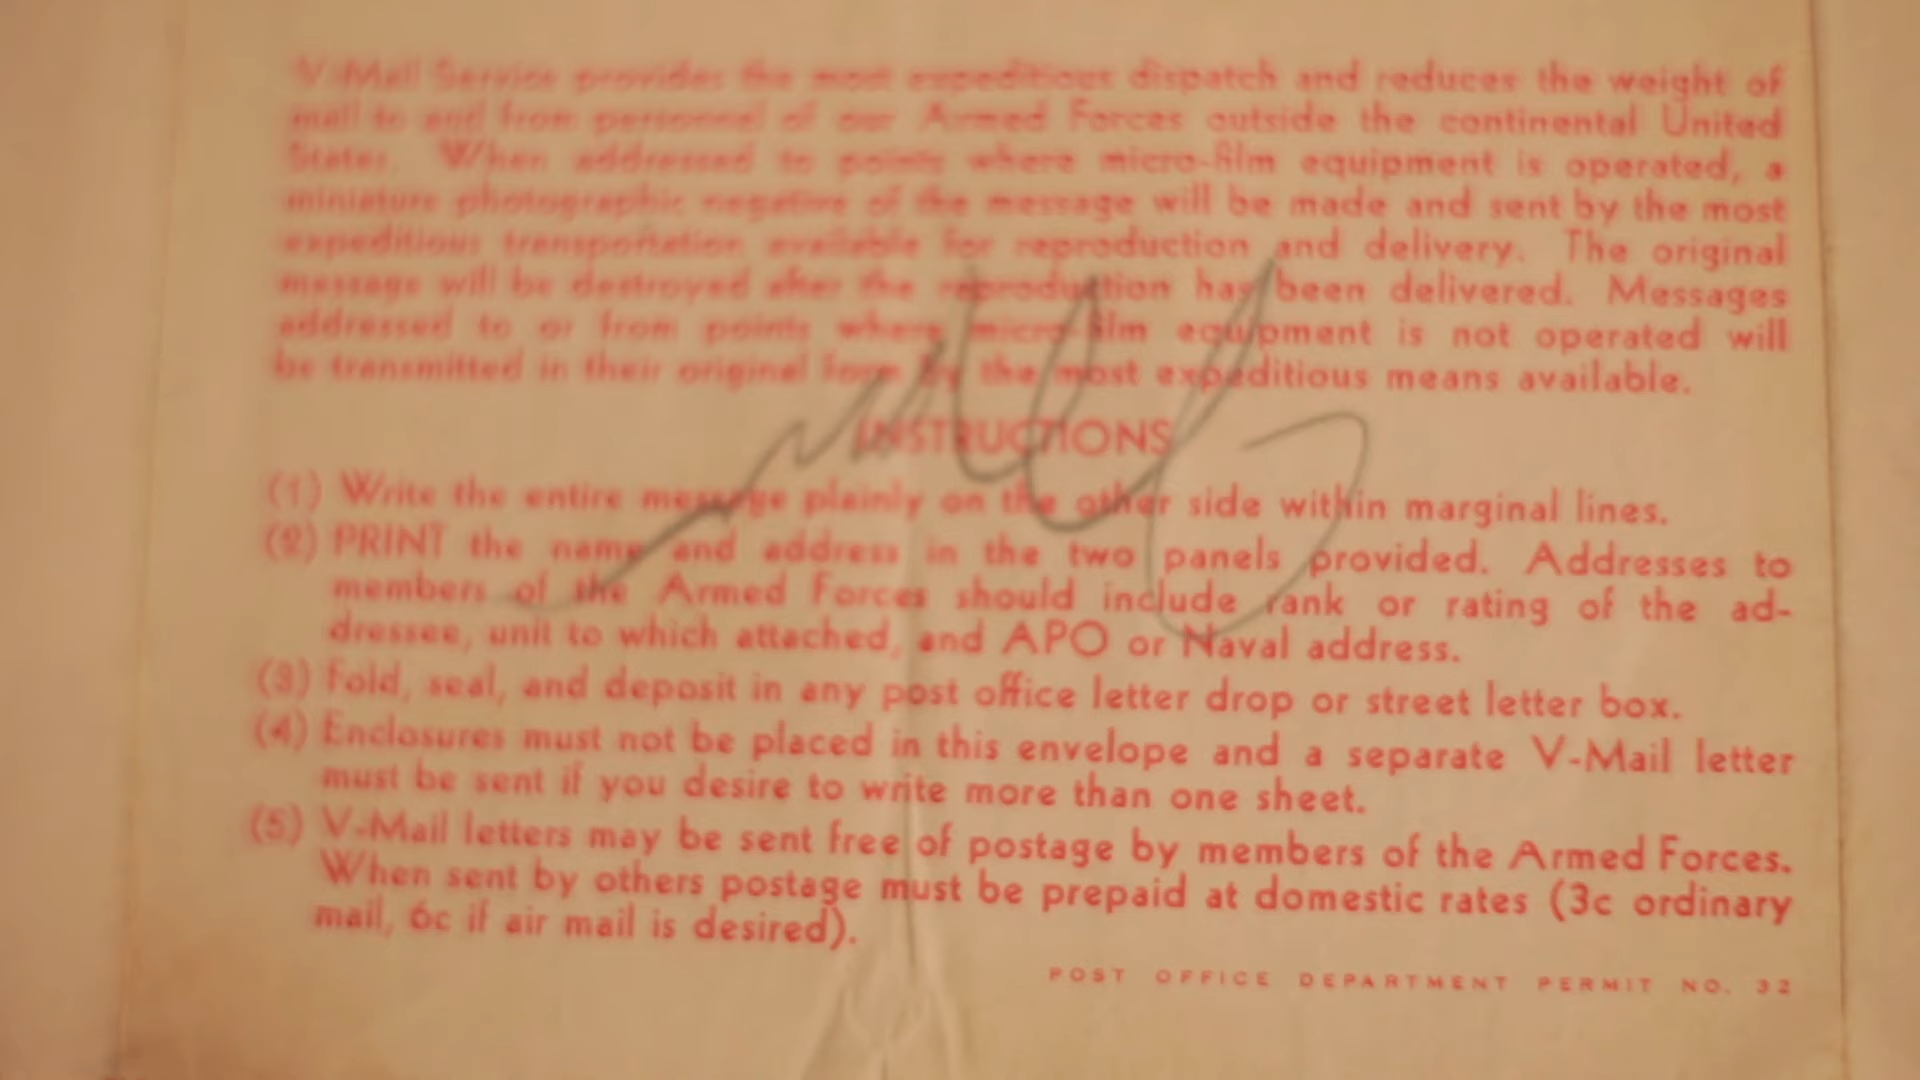 V-Mail Service provides the most expeditious dispatch and reduces the weight of
mail to and from personnel of our Armed Forces outside the continental United
States. When addressed to points where micro-film equipment is operated, a
miniature photographic negative of the message will be made and sent by the most
expeditious transportation available for reproduction and delivery. The original
message will be destroyed after the reproduction has been delivered. Messages
addressed to or from points where micro-film equipment is not operated will
be transmitted in their original form by the most expeditious means available.
INSTRUCTIONS
(1) Write the entire message plainly on the other side within marginal lines.
(2) PRINT the name and address in the two panels provided. Addresses to
members of the Armed Forces should include rank or rating of the ad-
dressee, unit to which attached, and APO or Naval address.
(3) Fold, seal, and deposit in any post office letter drop or street letter box.
(4) Enclosures must not be placed in this envelope and a separate V-Mail letter
must be sent if you desire to write more than one sheet.
(5) V-Mail letters may be sent free of postage by members of the Armed Forces.
When sent by others postage must be prepaid at domestic rates (3c ordinary
mail, 6c if air mail is desired).
POST OFFICE DEPARTMENT PERMIT NO. 32